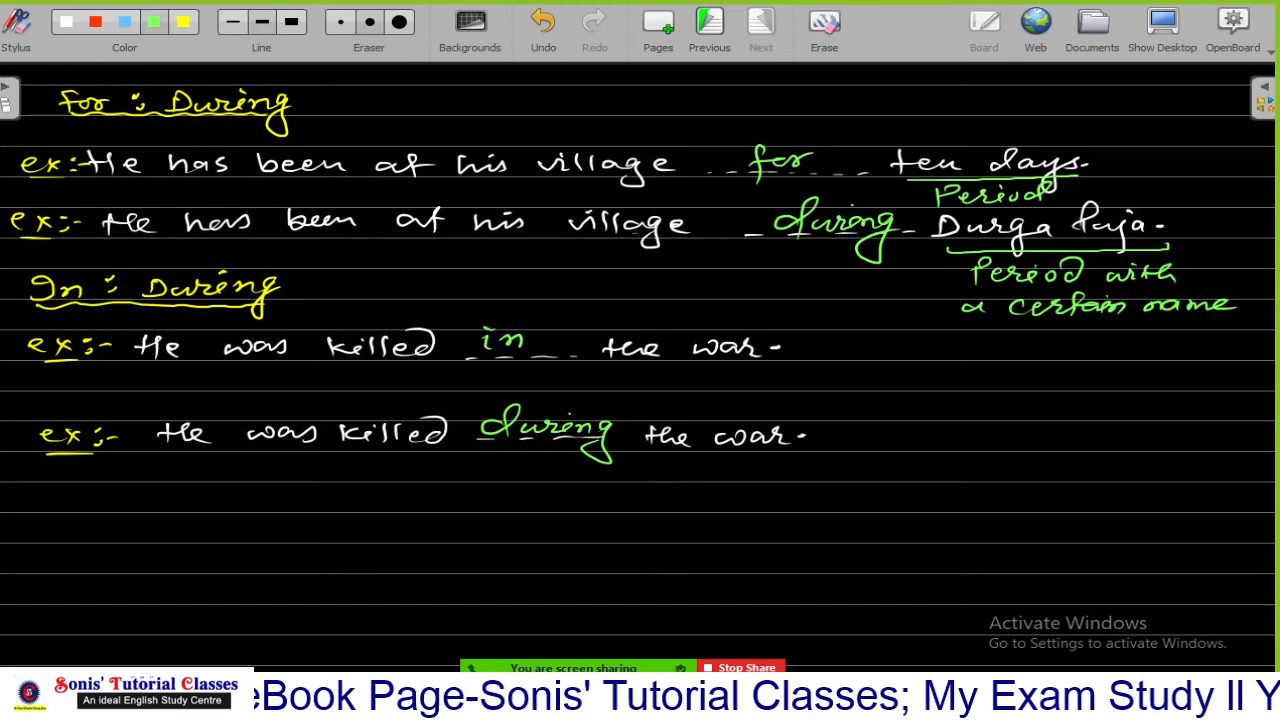 Stylus
Color
Line
Eraser
Backgrounds
Undo
Redo
Pages
Previous
Next
Erase
Board
Web
Documents
Show Desktop
OpenBoard
For : During
ex:- He has been at his village for ten days.
Period
ex:- He has been at his village during Durga Puja.
Period with
a certain name
In : During
ex:- He was killed in the war.
ex:- He was killed during the war.
Activate Windows
Go to Settings to activate Windows.
You are screen sharing
Stop Share
Sonis' Tutorial Classes
An ideal English Study Centre
eBook Page-Sonis' Tutorial Classes; My Exam Study ll Y